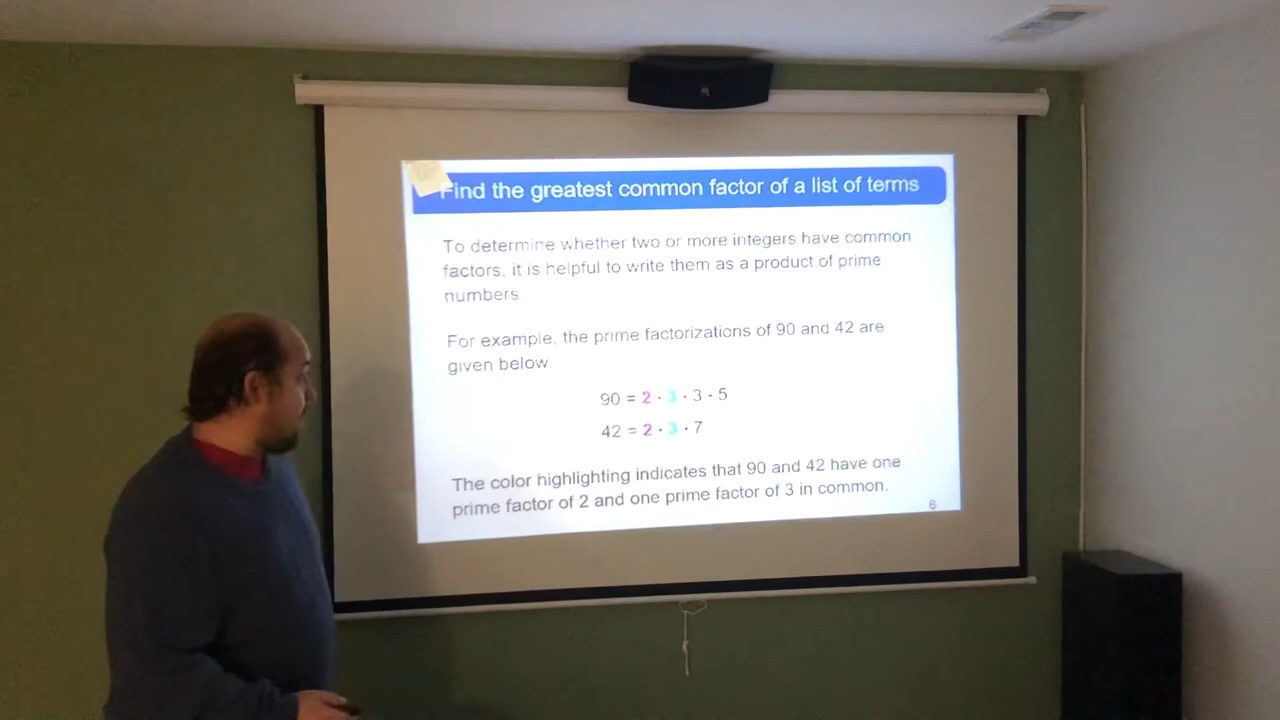 Find the greatest common factor of a list of terms
To determine whether two or more integers have common
factors, it is helpful to write them as a product of prime
numbers
For example, the prime factorizations of 90 and 42 are
given below
90 = 2 · 3 · 3 · 5
42 = 2 · 3 · 7
The color highlighting indicates that 90 and 42 have one
prime factor of 2 and one prime factor of 3 in common.
6